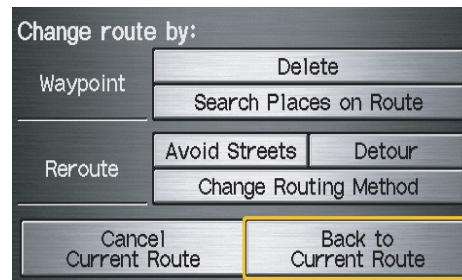 Change route by:
Waypoint
Delete
Search Places on Route
Reroute
Avoid Streets
Detour
Change Routing Method
Cancel
Current Route
Back to
Current Route